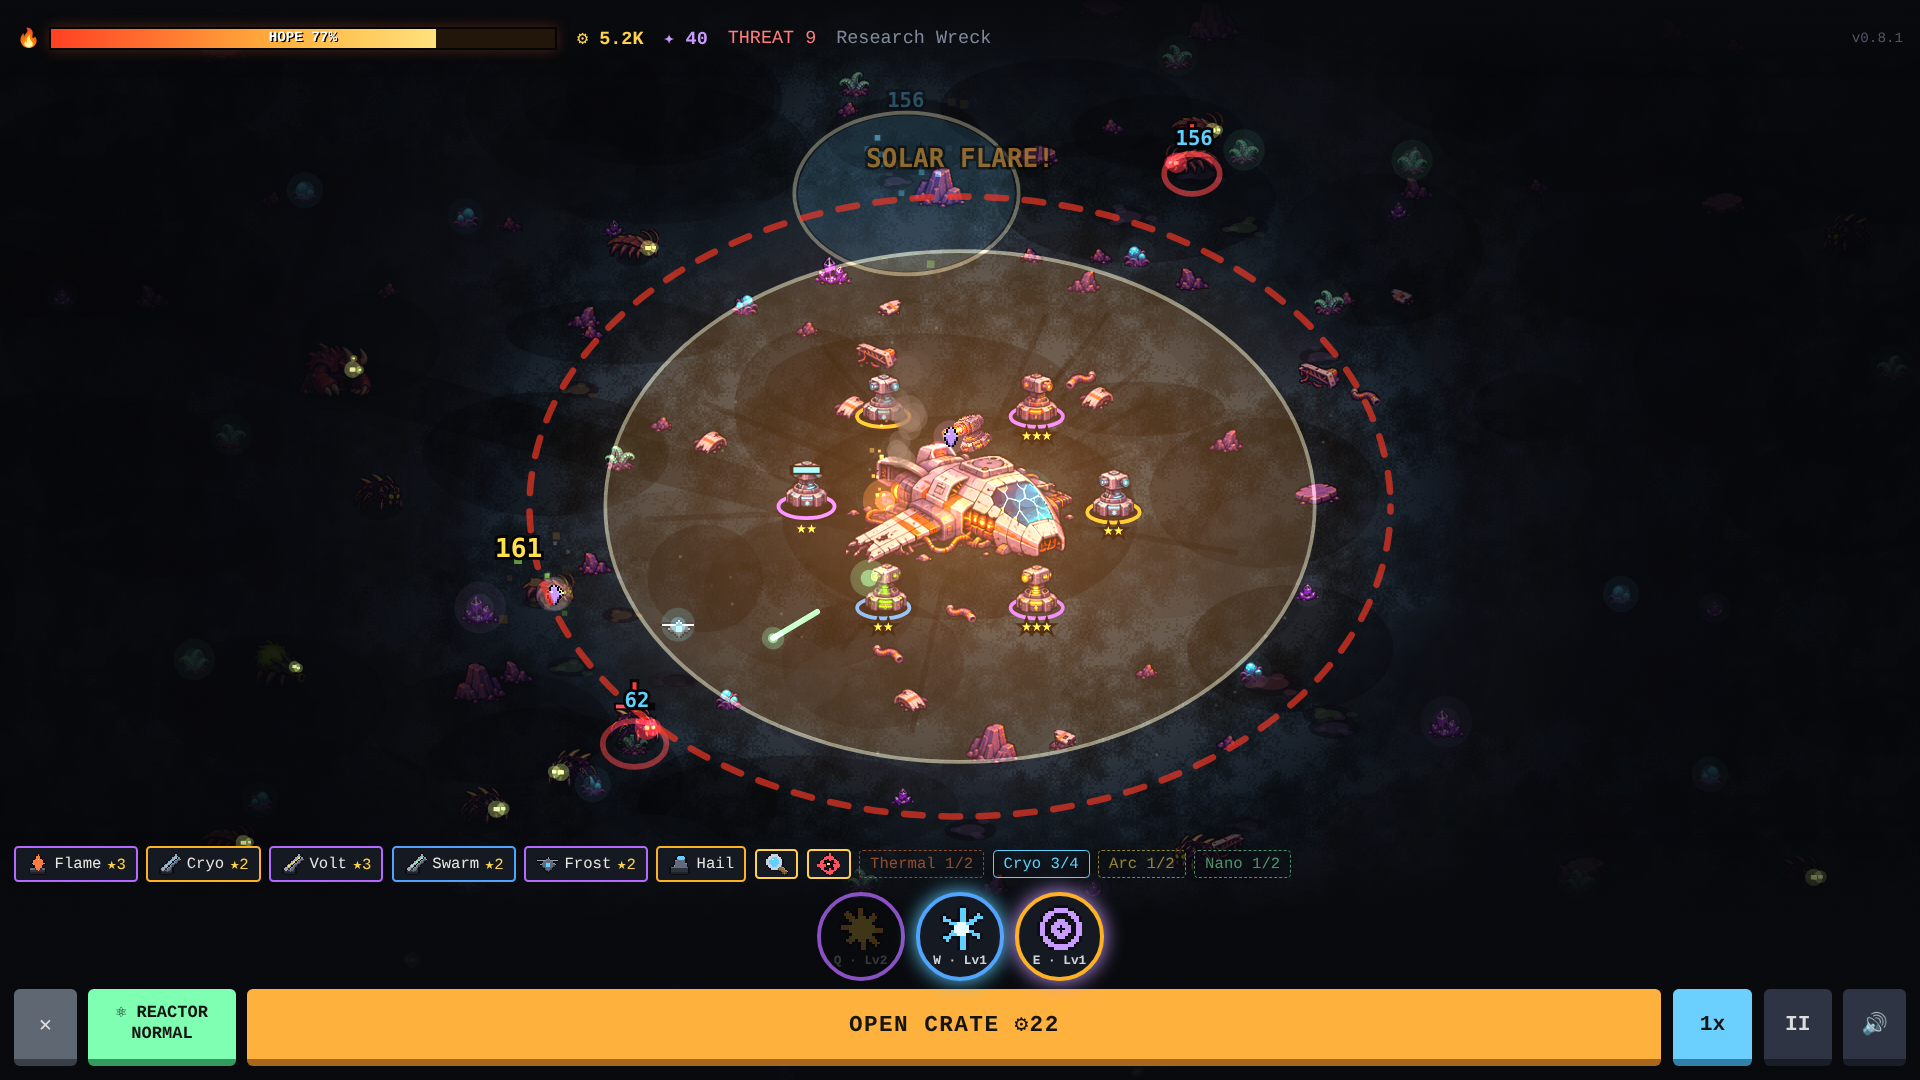 HOPE 77%
5.2K
40
THREAT 9
Research Wreck
v0.8.1
156
156
SOLAR FLARE!
161
62
Flame ★3
Cryo ★2
Volt ★3
Swarm ★2
Frost ★2
Hail
Thermal 1/2
Cryo 3/4
Arc 1/2
Nano 1/2
Q · Lv2
W · Lv1
E · Lv1
REACTOR
NORMAL
OPEN CRATE ⚙22
1x
II